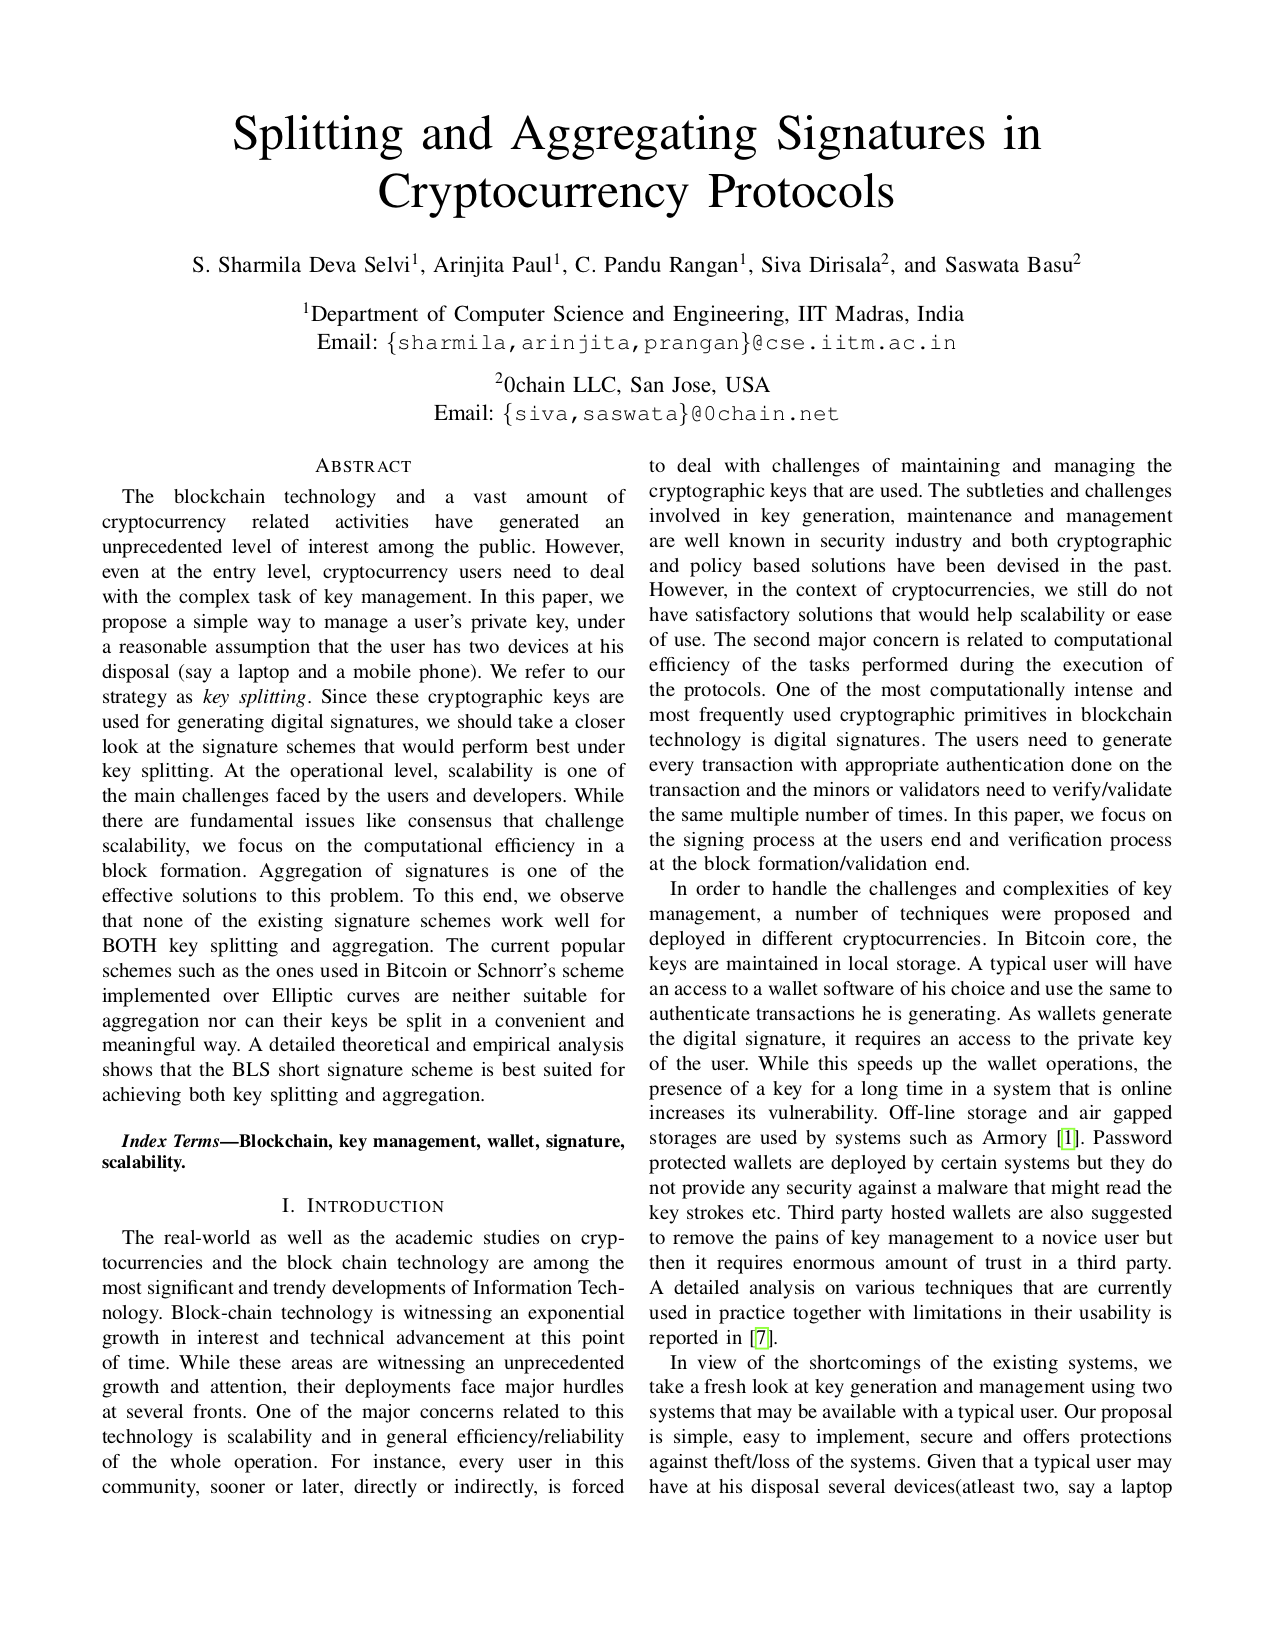 Splitting and Aggregating Signatures in
Cryptocurrency Protocols
S. Sharmila Deva Selvi1, Arinjita Paul1, C. Pandu Rangan1, Siva Dirisala2, and Saswata Basu2
1Department of Computer Science and Engineering, IIT Madras, India
Email: {sharmila,arinjita,prangan}@cse.iitm.ac.in
20chain LLC, San Jose, USA
Email: {siva,saswata}@0chain.net
ABSTRACT
The blockchain technology and a vast amount of
cryptocurrency related activities have generated an
unprecedented level of interest among the public. However,
even at the entry level, cryptocurrency users need to deal
with the complex task of key management. In this paper, we
propose a simple way to manage a user's private key, under
a reasonable assumption that the user has two devices at his
disposal (say a laptop and a mobile phone). We refer to our
strategy as key splitting. Since these cryptographic keys are
used for generating digital signatures, we should take a closer
look at the signature schemes that would perform best under
key splitting. At the operational level, scalability is one of
the main challenges faced by the users and developers. While
there are fundamental issues like consensus that challenge
scalability, we focus on the computational efficiency in a
block formation. Aggregation of signatures is one of the
effective solutions to this problem. To this end, we observe
that none of the existing signature schemes work well for
BOTH key splitting and aggregation. The current popular
schemes such as the ones used in Bitcoin or Schnorr's scheme
implemented over Elliptic curves are neither suitable for
aggregation nor can their keys be split in a convenient and
meaningful way. A detailed theoretical and empirical analysis
shows that the BLS short signature scheme is best suited for
achieving both key splitting and aggregation.
Index Terms—Blockchain, key management, wallet, signature,
scalability.
I. INTRODUCTION
The real-world as well as the academic studies on cryp-
tocurrencies and the block chain technology are among the
most significant and trendy developments of Information Tech-
nology. Block-chain technology is witnessing an exponential
growth in interest and technical advancement at this point
of time. While these areas are witnessing an unprecedented
growth and attention, their deployments face major hurdles
at several fronts. One of the major concerns related to this
technology is scalability and in general efficiency/reliability
of the whole operation. For instance, every user in this
community, sooner or later, directly or indirectly, is forced
to deal with challenges of maintaining and managing the
cryptographic keys that are used. The subtleties and challenges
involved in key generation, maintenance and management
are well known in security industry and both cryptographic
and policy based solutions have been devised in the past.
However, in the context of cryptocurrencies, we still do not
have satisfactory solutions that would help scalability or ease
of use. The second major concern is related to computational
efficiency of the tasks performed during the execution of
the protocols. One of the most computationally intense and
most frequently used cryptographic primitives in blockchain
technology is digital signatures. The users need to generate
every transaction with appropriate authentication done on the
transaction and the minors or validators need to verify/validate
the same multiple number of times. In this paper, we focus on
the signing process at the users end and verification process
at the block formation/validation end.
In order to handle the challenges and complexities of key
management, a number of techniques were proposed and
deployed in different cryptocurrencies. In Bitcoin core, the
keys are maintained in local storage. A typical user will have
an access to a wallet software of his choice and use the same to
authenticate transactions he is generating. As wallets generate
the digital signature, it requires an access to the private key
of the user. While this speeds up the wallet operations, the
presence of a key for a long time in a system that is online
increases its vulnerability. Off-line storage and air gapped
storages are used by systems such as Armory [1]. Password
protected wallets are deployed by certain systems but they do
not provide any security against a malware that might read the
key strokes etc. Third party hosted wallets are also suggested
to remove the pains of key management to a novice user but
then it requires enormous amount of trust in a third party.
A detailed analysis on various techniques that are currently
used in practice together with limitations in their usability is
reported in [7].
In view of the shortcomings of the existing systems, we
take a fresh look at key generation and management using two
systems that may be available with a typical user. Our proposal
is simple, easy to implement, secure and offers protections
against theft/loss of the systems. Given that a typical user may
have at his disposal several devices(atleast two, say a laptop